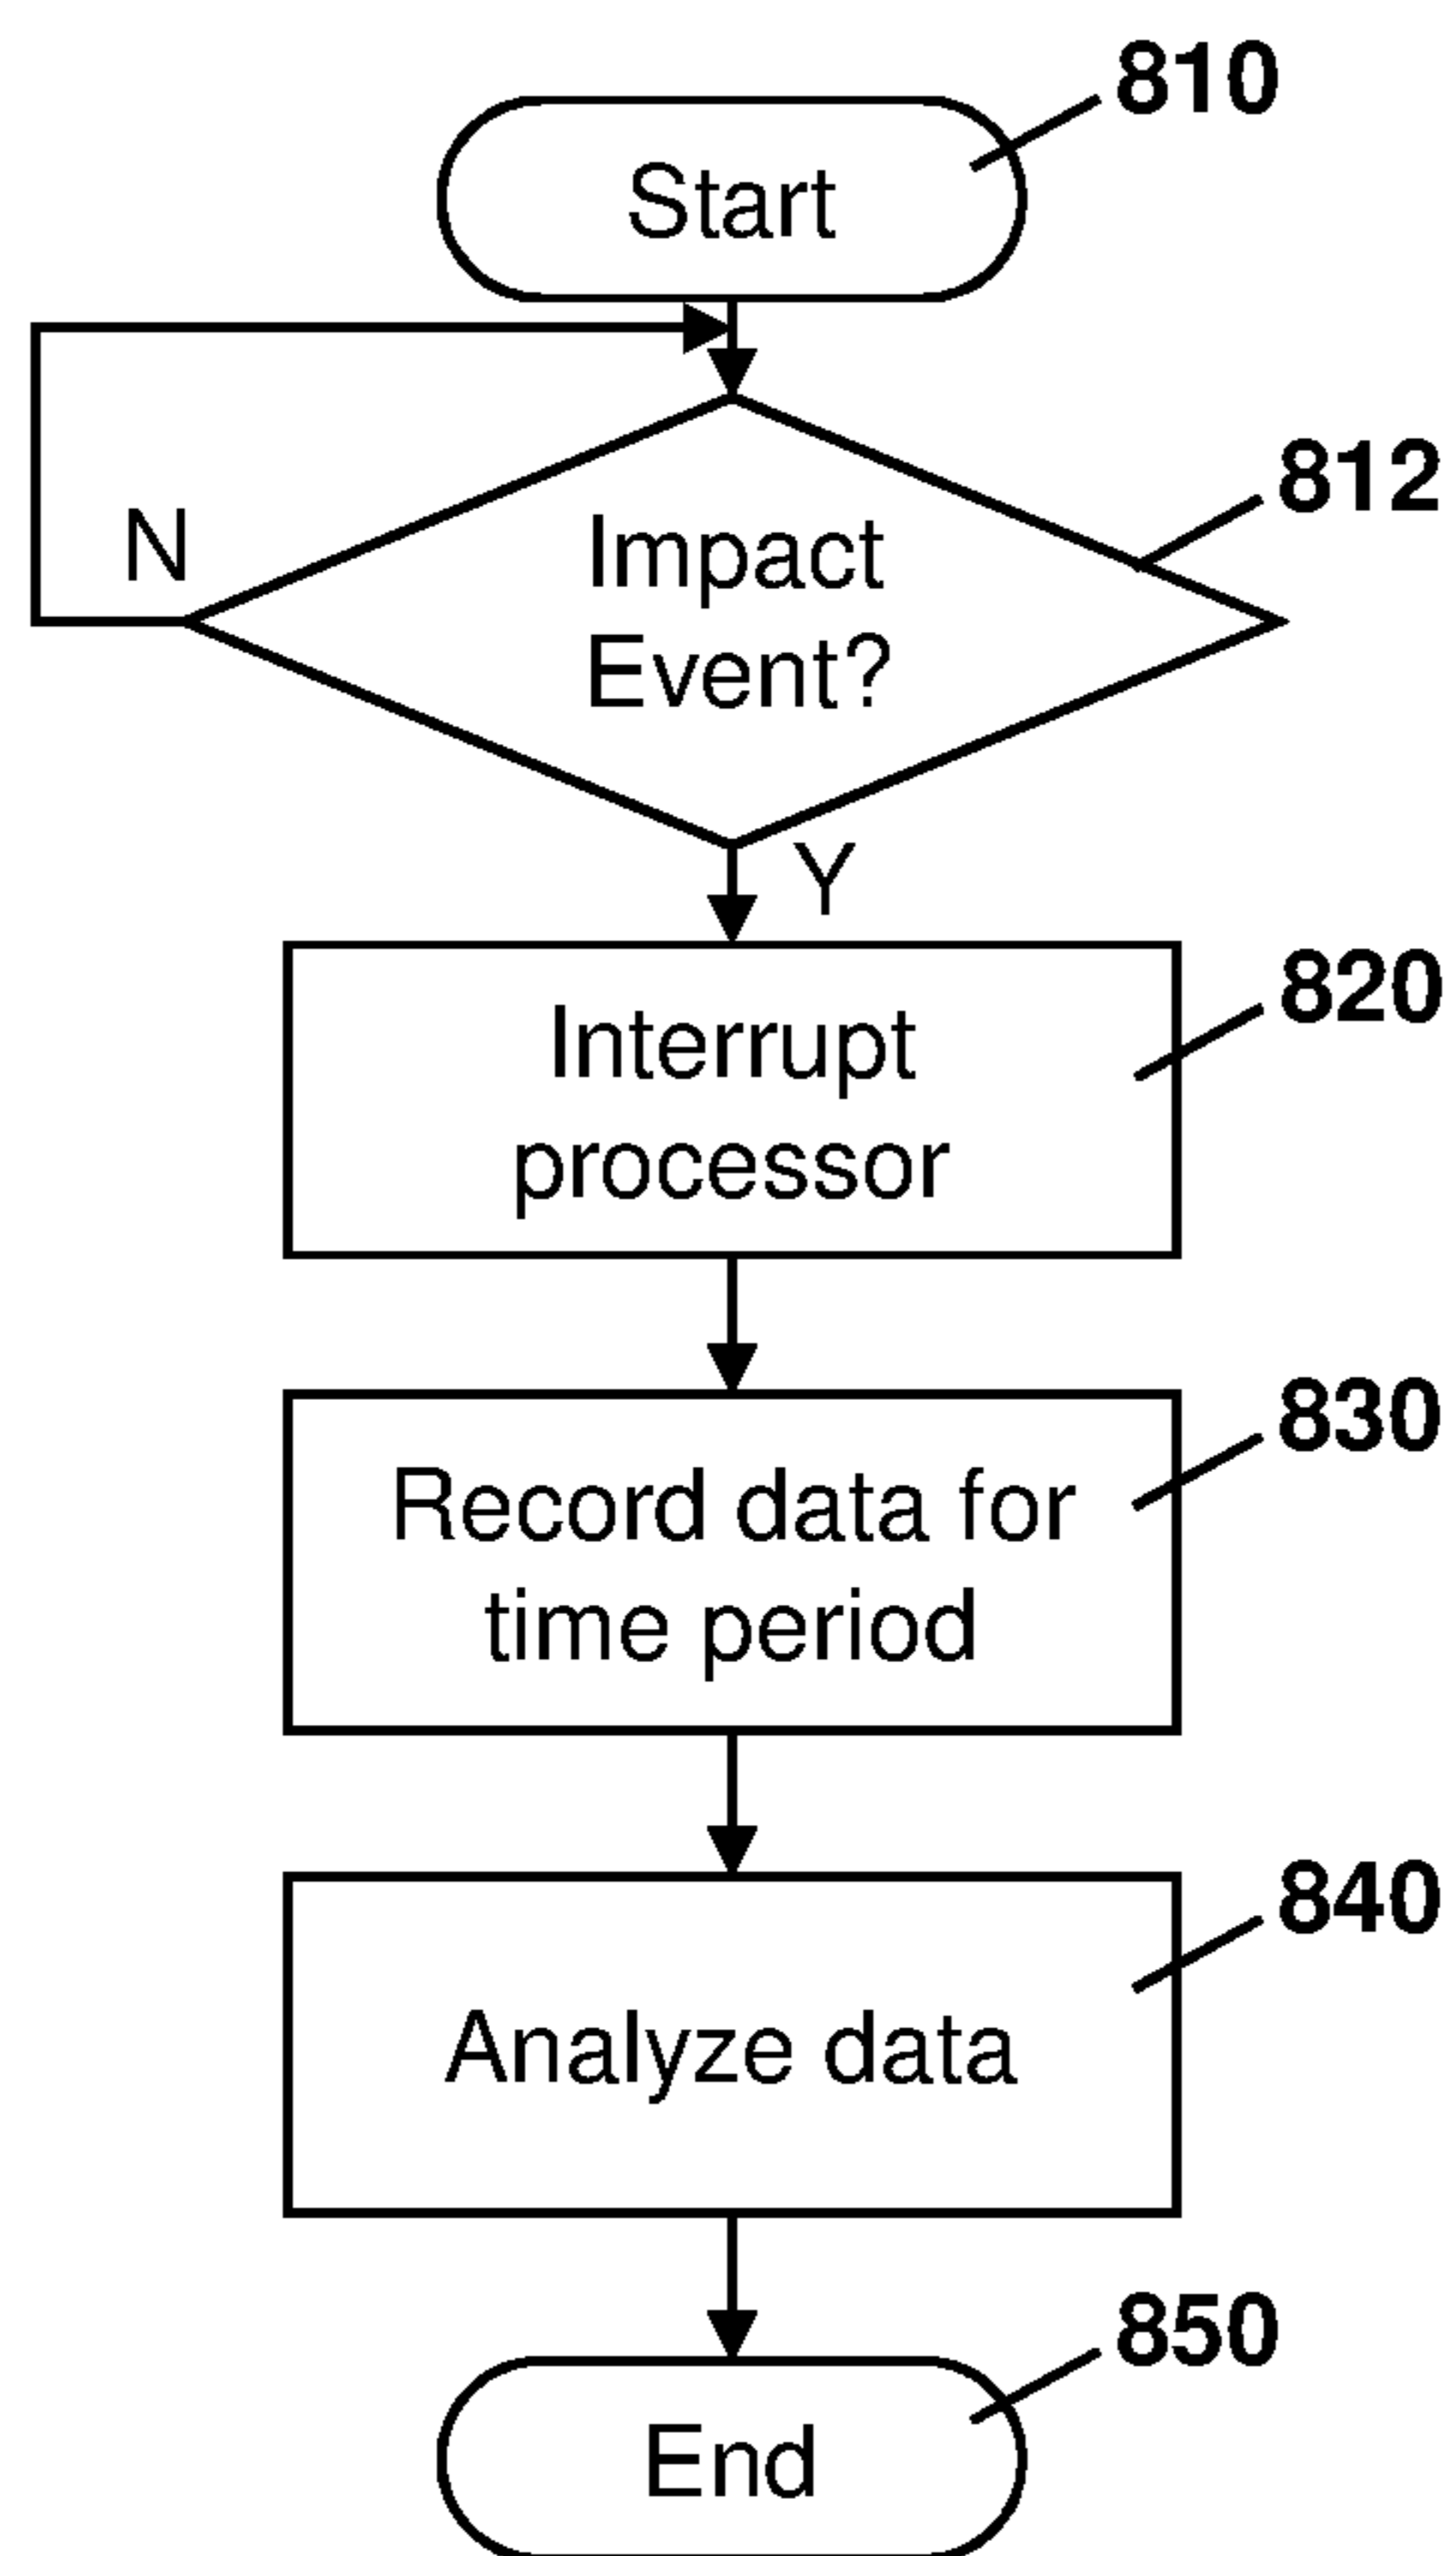 810
Start
812
N
Impact
Event?
Y
820
Interrupt
processor
830
Record data for
time period
840
Analyze data
850
End